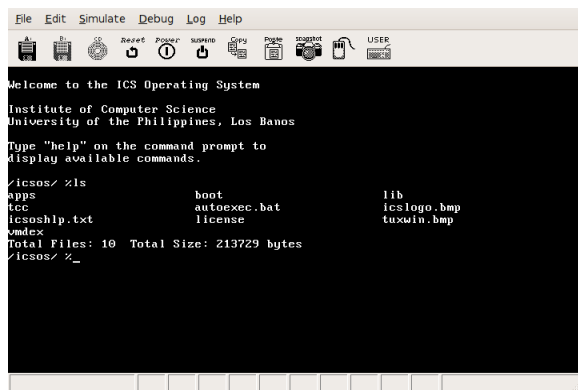 File Edit Simulate Debug Log Help
A: B: CD Reset Power SUSPEND Copy Paste snapshot USER
Welcome to the ICS Operating System
Institute of Computer Science
University of the Philippines, Los Banos
Type "help" on the command prompt to
display available commands.
/icsos/ %ls
apps boot lib
tcc autoexec.bat icslogo.bmp
icsoshlp.txt license tuxwin.bmp
vmdex
Total Files: 10 Total Size: 213729 bytes
/icsos/ %_